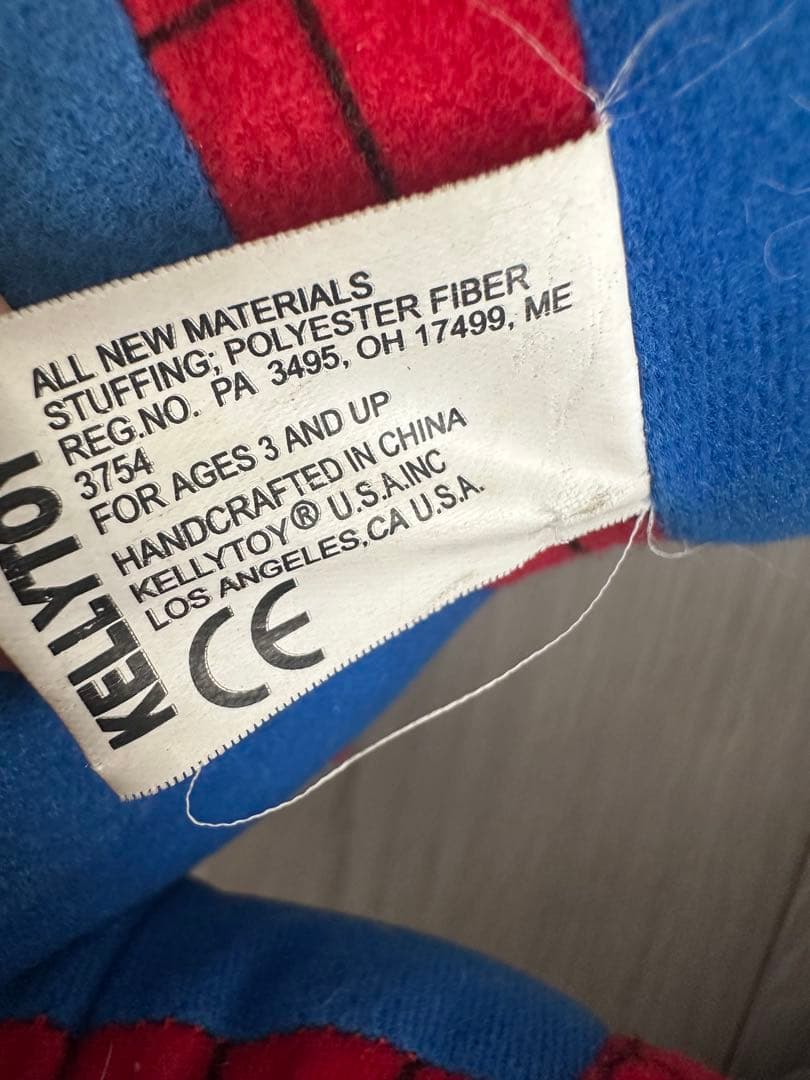 ALL NEW MATERIALS
STUFFING; POLYESTER FIBER
REG.NO. PA 3495, OH 17499, ME
3754
FOR AGES 3 AND UP
HANDCRAFTED IN CHINA
KELLYTOY® U.S.A.INC
LOS ANGELES,CA U.S.A.
CE
KELLYTOY